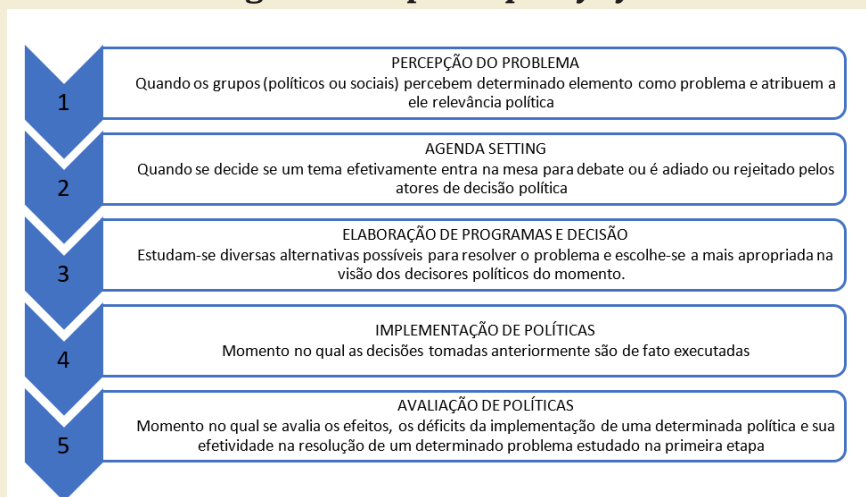 1
PERCEPÇÃO DO PROBLEMA
Quando os grupos (políticos ou sociais) percebem determinado elemento como problema e atribuem a
ele relevância política
2
AGENDA SETTING
Quando se decide se um tema efetivamente entra na mesa para debate ou é adiado ou rejeitado pelos
atores de decisão política
3
ELABORAÇÃO DE PROGRAMAS E DECISÃO
Estudam-se diversas alternativas possíveis para resolver o problema e escolhe-se a mais apropriada na
visão dos decisores políticos do momento.
4
IMPLEMENTAÇÃO DE POLÍTICAS
Momento no qual as decisões tomadas anteriormente são de fato executadas
5
AVALIAÇÃO DE POLÍTICAS
Momento no qual se avalia os efeitos, os déficits da implementação de uma determinada política e sua
efetividade na resolução de um determinado problema estudado na primeira etapa